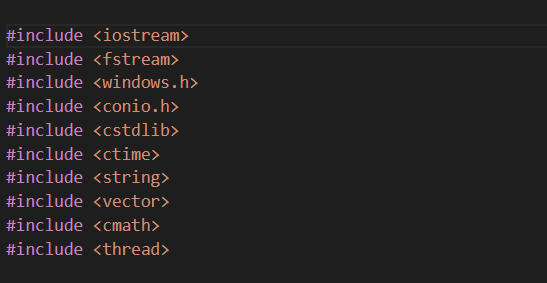 #include <iostream>
#include <fstream>
#include <windows.h>
#include <conio.h>
#include <cstdlib>
#include <ctime>
#include <string>
#include <vector>
#include <cmath>
#include <thread>